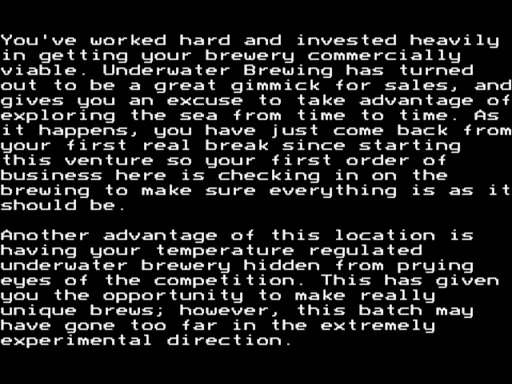 You've worked hard and invested heavily
in getting your brewery commercially
viable. Underwater Brewing has turned
out to be a great gimmick for sales, and
gives you an excuse to take advantage of
exploring the sea from time to time. As
it happens, you have just come back from
your first real break since starting
this venture so your first order of
business here is checking in on the
brewing to make sure everything is as it
should be.
Another advantage of this location is
having your temperature regulated
underwater brewery hidden from prying
eyes of the competition. This has given
you the opportunity to make really
unique brews; however, this batch may
have gone too far in the extremely
experimental direction.